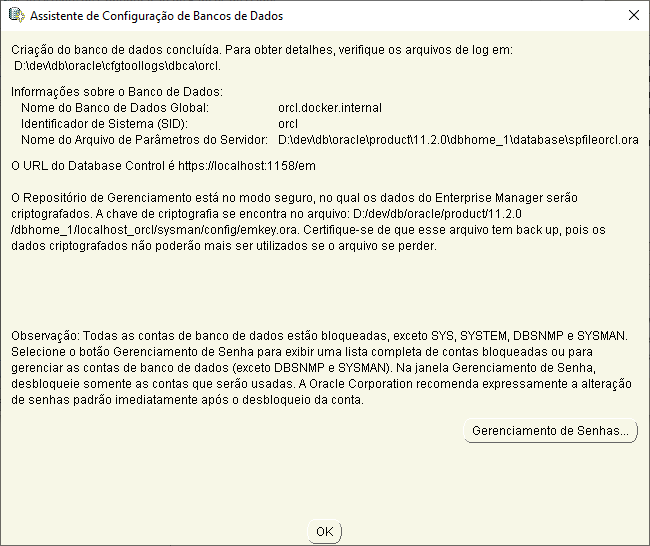 Assistente de Configuração de Bancos de Dados
Criação do banco de dados concluída. Para obter detalhes, verifique os arquivos de log em:
D:\dev\db\oracle\cfgtoollogs\dbca\orcl.
Informações sobre o Banco de Dados:
Nome do Banco de Dados Global: orcl.docker.internal
Identificador de Sistema (SID): orcl
Nome do Arquivo de Parâmetros do Servidor: D:\dev\db\oracle\product\11.2.0\dbhome_1\database\spfileorcl.ora
O URL do Database Control é https://localhost:1158/em
O Repositório de Gerenciamento está no modo seguro, no qual os dados do Enterprise Manager serão
criptografados. A chave de criptografia se encontra no arquivo: D:/dev/db/oracle/product/11.2.0
/dbhome_1/localhost_orcl/sysman/config/emkey.ora. Certifique-se de que esse arquivo tem back up, pois os
dados criptografados não poderão mais ser utilizados se o arquivo se perder.
Observação: Todas as contas de banco de dados estão bloqueadas, exceto SYS, SYSTEM, DBSNMP e SYSMAN.
Selecione o botão Gerenciamento de Senha para exibir uma lista completa de contas bloqueadas ou para
gerenciar as contas de banco de dados (exceto DBSNMP e SYSMAN). Na janela Gerenciamento de Senha,
desbloqueie somente as contas que serão usadas. A Oracle Corporation recomenda expressamente a alteração
de senhas padrão imediatamente após o desbloqueio da conta.
Gerenciamento de Senhas...
OK